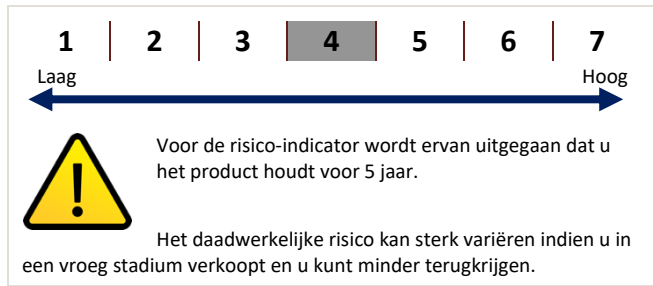 1 2 3 4 5 6 7
Laag Hoog
Voor de risico-indicator wordt ervan uitgegaan dat u
het product houdt voor 5 jaar.
Het daadwerkelijke risico kan sterk variëren indien u in
een vroeg stadium verkoopt en u kunt minder terugkrijgen.